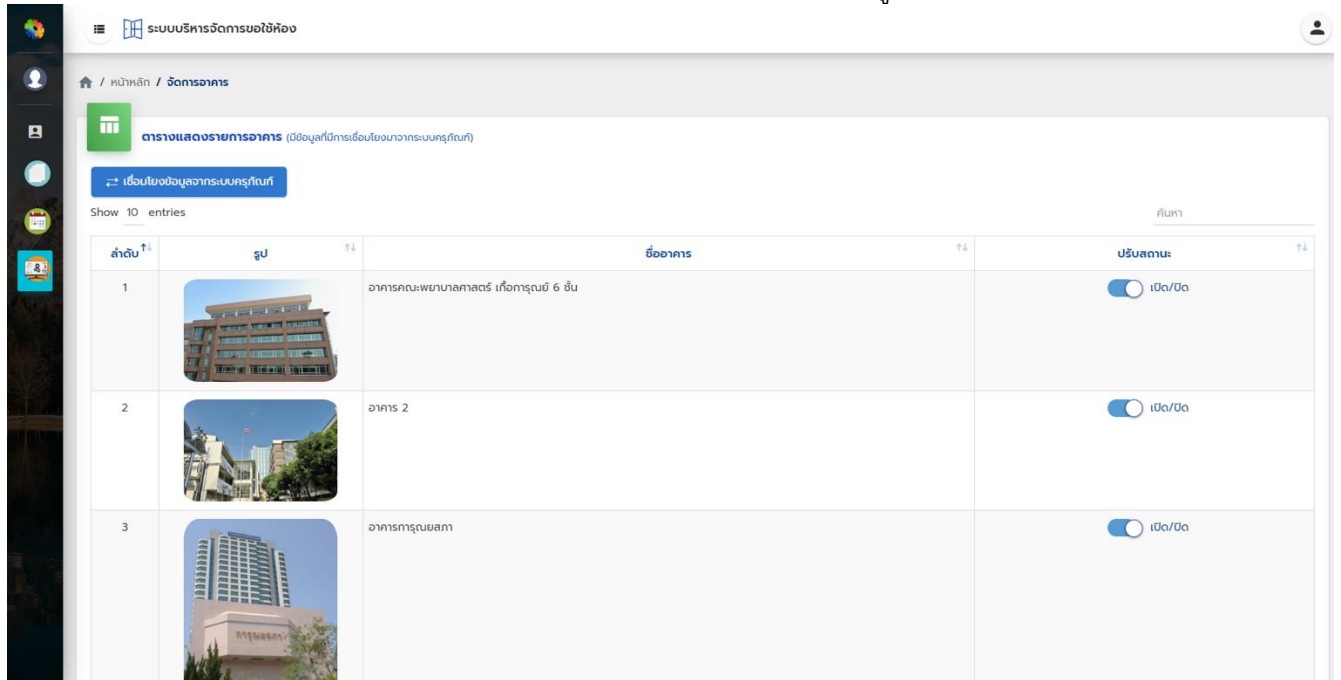 ระบบบริหารจัดการขอใช้ห้อง
/ หน้าหลัก / จัดการอาคาร
ตารางแสดงรายการอาคาร (มีข้อมูลที่มีการเชื่อมโยงมาจากระบบครุภัณฑ์)
เชื่อมโยงข้อมูลจากระบบครุภัณฑ์
Show 10 entries
ค้นหา
ลำดับ รูป ชื่ออาคาร ปรับสถานะ
1 อาคารคณะพยาบาลศาสตร์ เกื้อการุณย์ 6 ชั้น เปิด/ปิด
2 อาคาร 2 เปิด/ปิด
3 อาคารการุณยสภา เปิด/ปิด
การุณยสภา